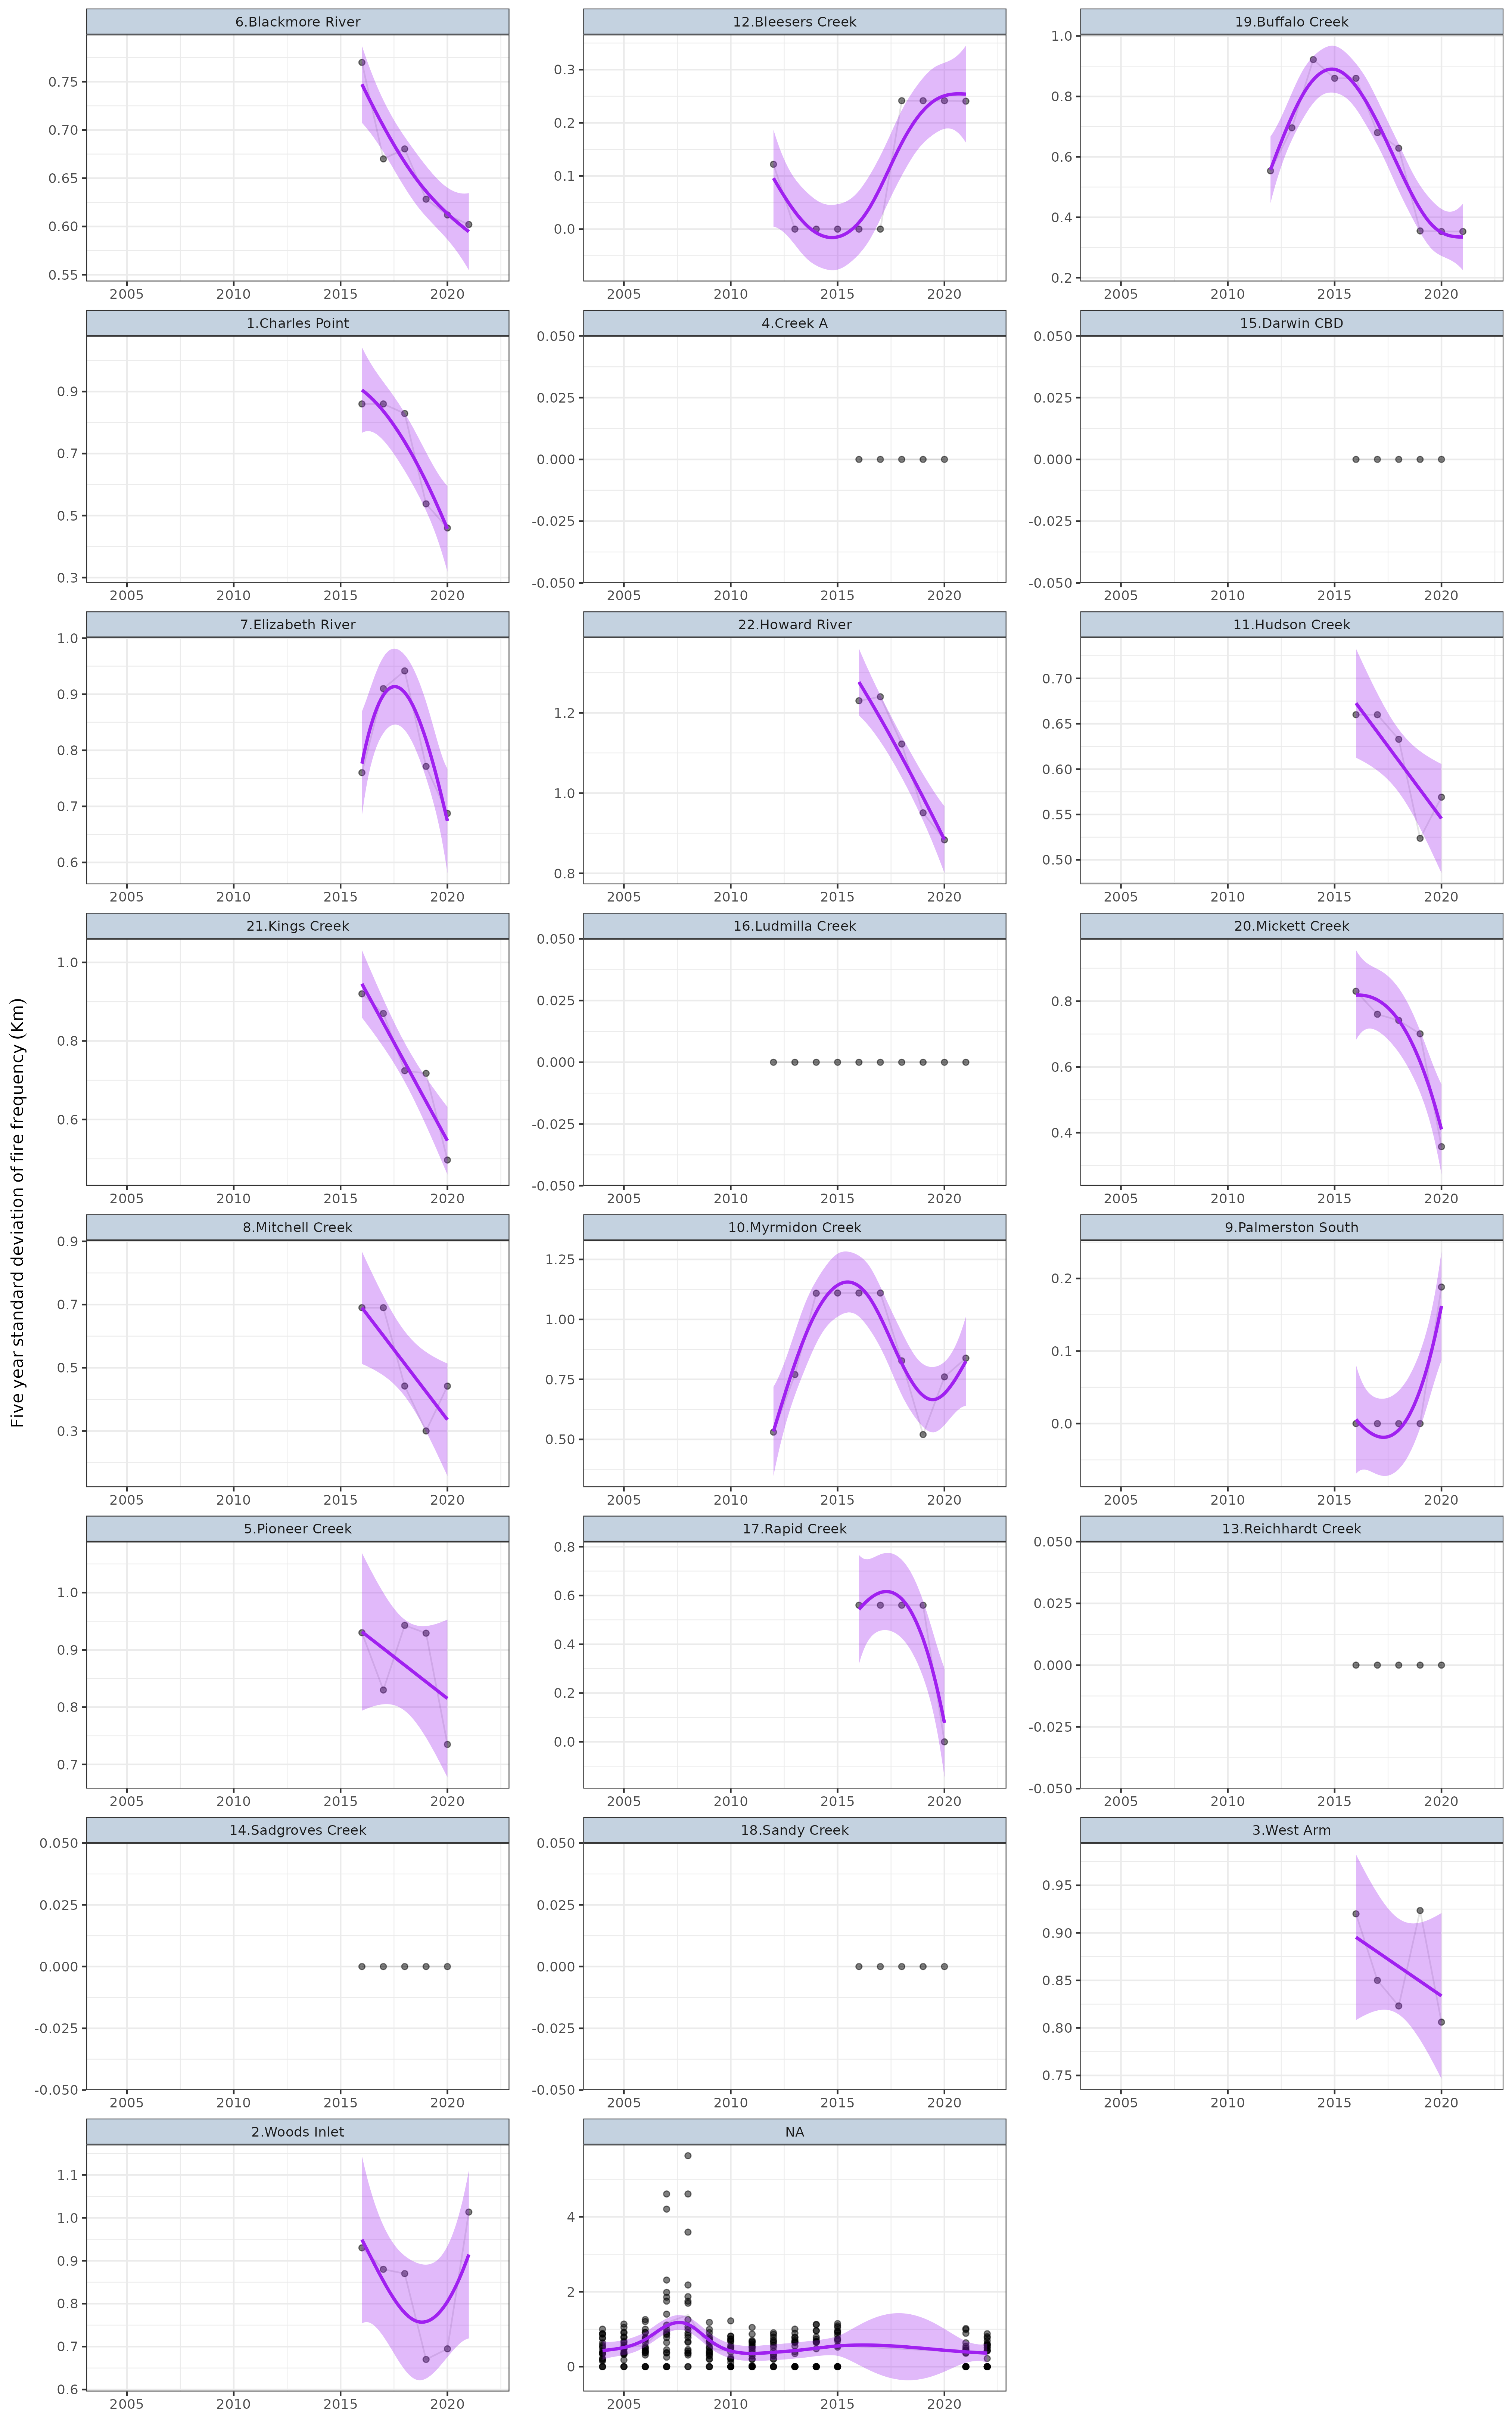 6.Blackmore River
12.Bleesers Creek
19.Buffalo Creek
0.75
0.70
0.65
0.60
0.55
0.3
0.2
0.1
0.0
1.0
0.8
0.6
0.4
0.2
2005 2010 2015 2020
2005 2010 2015 2020
2005 2010 2015 2020
1.Charles Point
4.Creek A
15.Darwin CBD
0.9
0.7
0.5
0.3
0.050
0.025
0.000
-0.025
-0.050
0.050
0.025
0.000
-0.025
-0.050
2005 2010 2015 2020
2005 2010 2015 2020
2005 2010 2015 2020
7.Elizabeth River
22.Howard River
11.Hudson Creek
1.0
0.9
0.8
0.7
0.6
1.2
1.0
0.8
0.70
0.65
0.60
0.55
0.50
2005 2010 2015 2020
2005 2010 2015 2020
2005 2010 2015 2020
21.Kings Creek
16.Ludmilla Creek
20.Mickett Creek
1.0
0.8
0.6
0.050
0.025
0.000
-0.025
-0.050
0.8
0.6
0.4
2005 2010 2015 2020
2005 2010 2015 2020
2005 2010 2015 2020
Five year standard deviation of fire frequency (Km)
8.Mitchell Creek
10.Myrmidon Creek
9.Palmerston South
0.9
0.7
0.5
0.3
1.25
1.00
0.75
0.50
0.2
0.1
0.0
2005 2010 2015 2020
2005 2010 2015 2020
2005 2010 2015 2020
5.Pioneer Creek
17.Rapid Creek
13.Reichhardt Creek
1.0
0.9
0.8
0.7
0.8
0.6
0.4
0.2
0.0
0.050
0.025
0.000
-0.025
-0.050
2005 2010 2015 2020
2005 2010 2015 2020
2005 2010 2015 2020
14.Sadgroves Creek
18.Sandy Creek
3.West Arm
0.050
0.025
0.000
-0.025
-0.050
0.050
0.025
0.000
-0.025
-0.050
0.95
0.90
0.85
0.80
0.75
2005 2010 2015 2020
2005 2010 2015 2020
2005 2010 2015 2020
2.Woods Inlet
NA
1.1
1.0
0.9
0.8
0.7
0.6
4
2
0
2005 2010 2015 2020
2005 2010 2015 2020